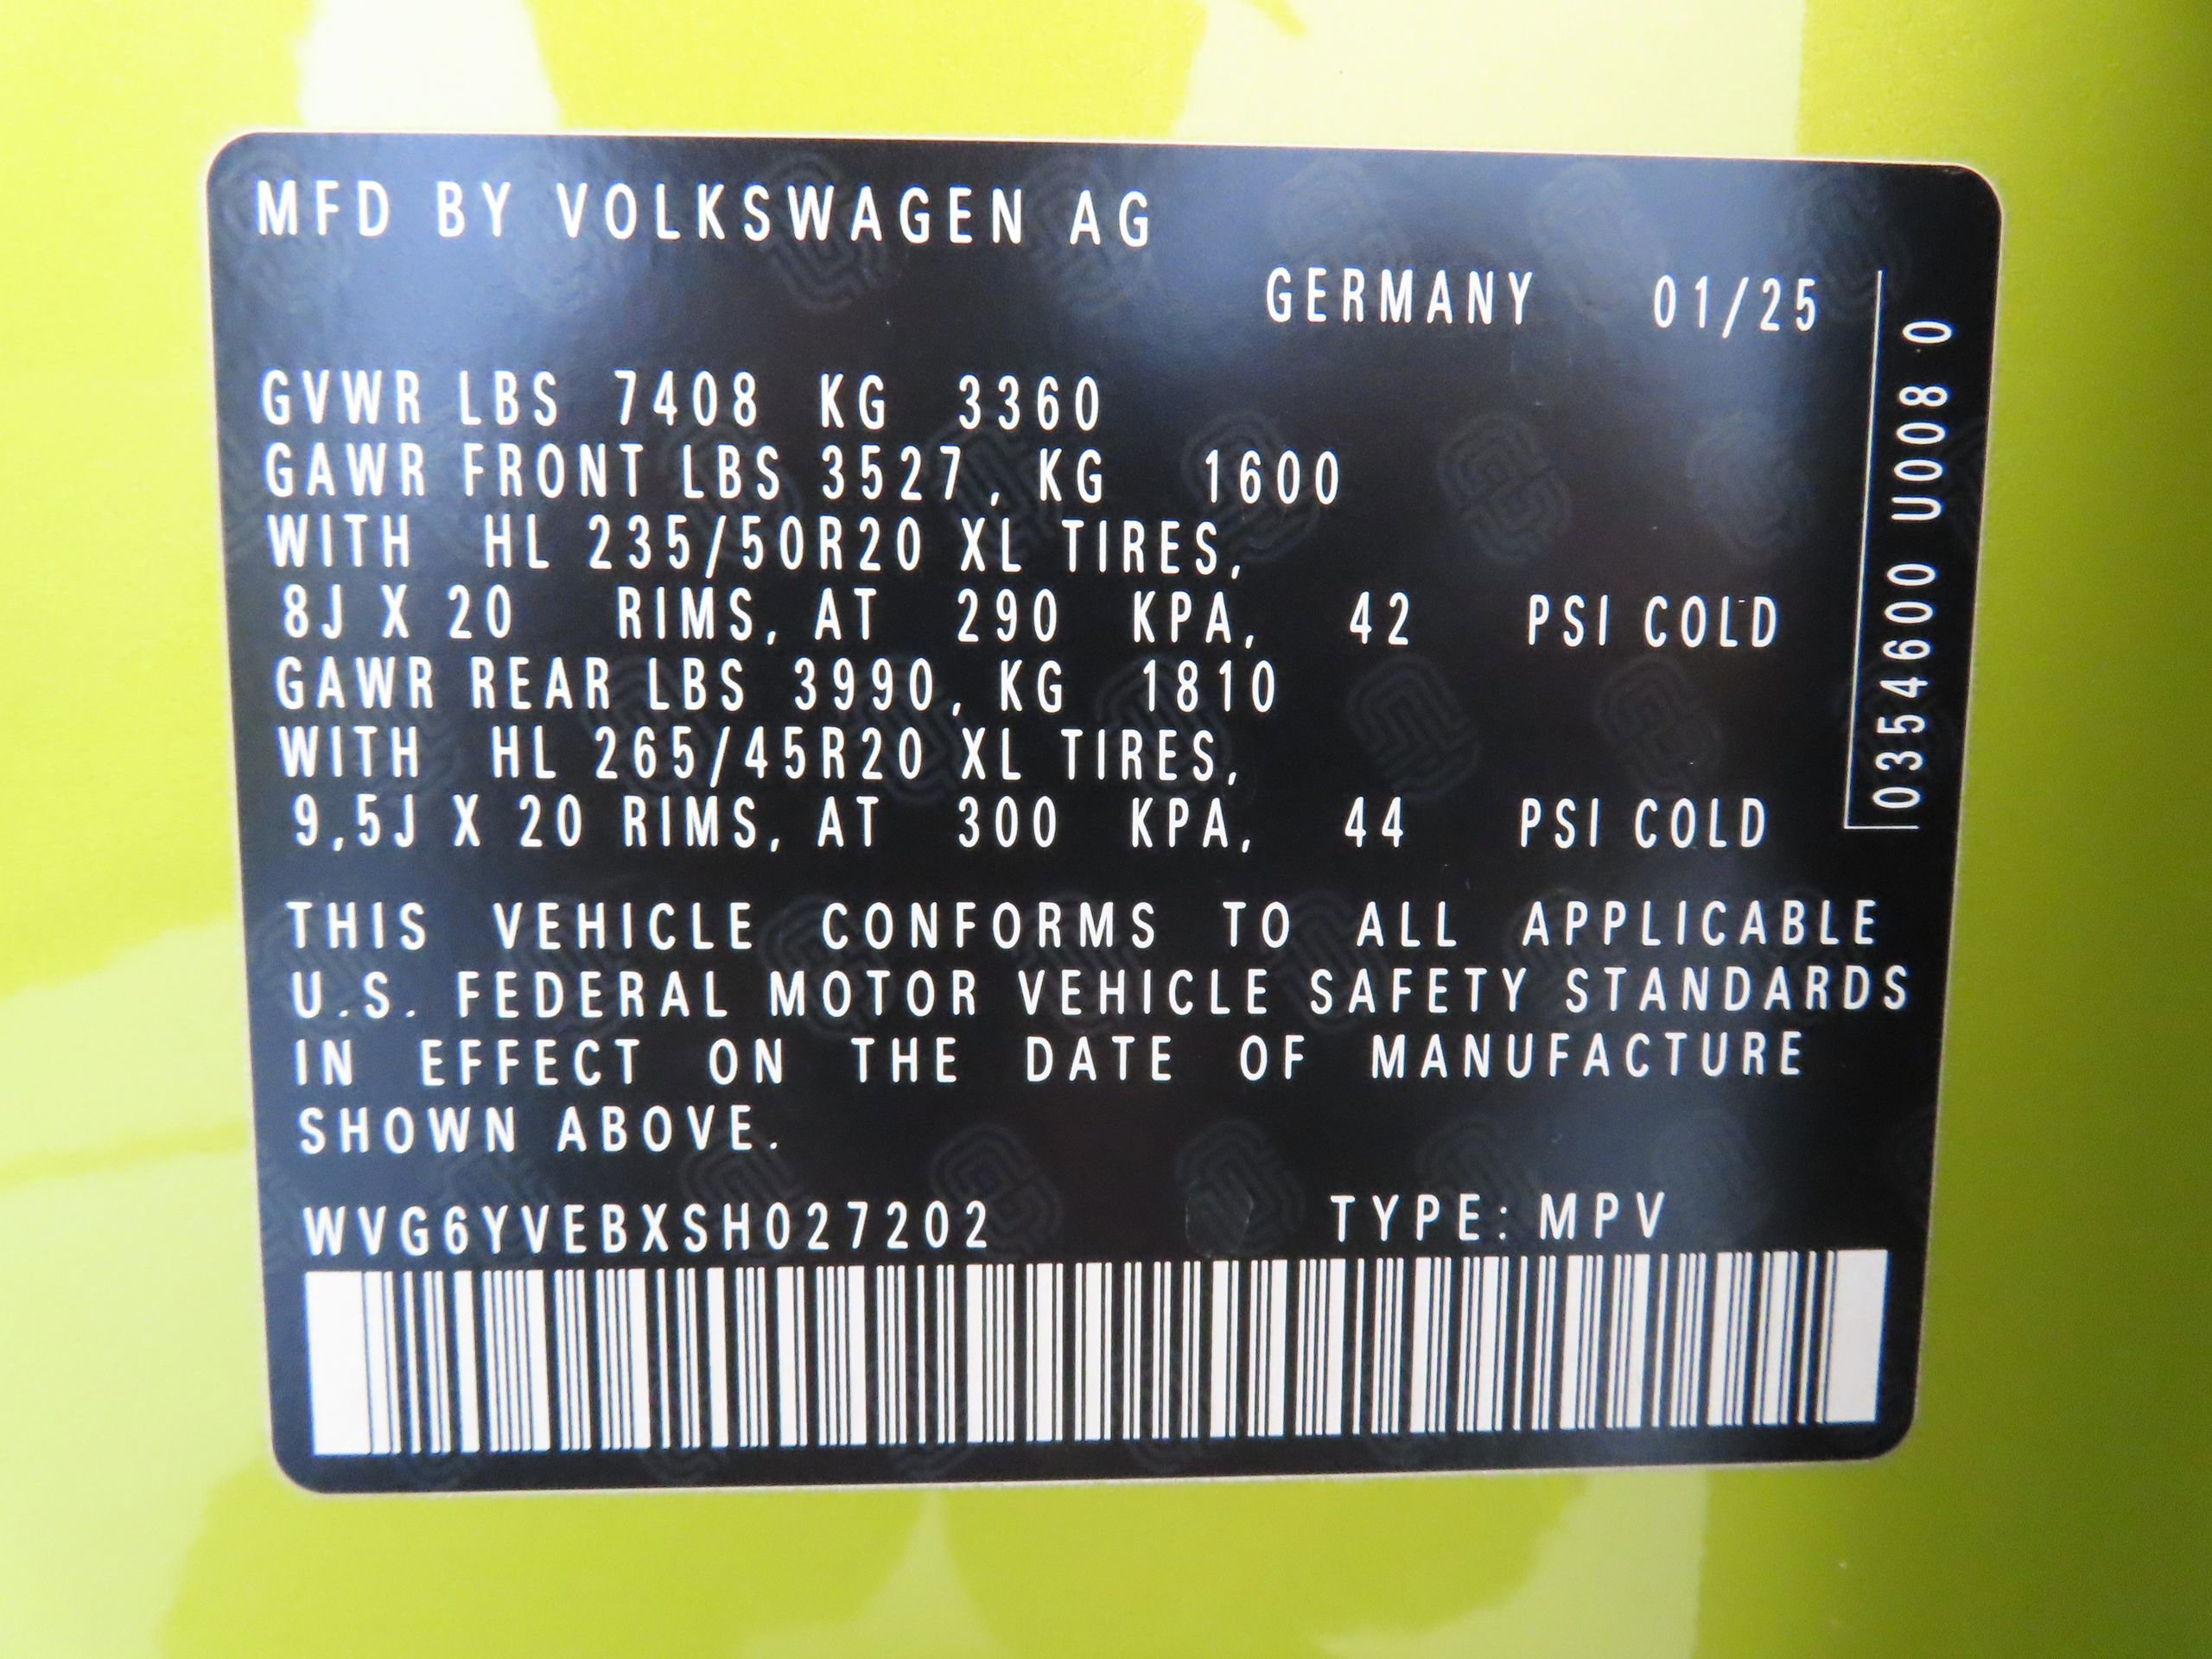 MFD BY VOLKSWAGEN AG
GERMANY 01/25
GVWR LBS 7408 KG 3360
GAWR FRONT LBS 3527, KG 1600
WITH HL 235/50R20 XL TIRES,
8J X 20 RIMS, AT 290 KPA, 42 PSI COLD
GAWR REAR LBS 3990, KG 1810
WITH HL 265/45R20 XL TIRES,
9,5J X 20 RIMS, AT 300 KPA, 44 PSI COLD
THIS VEHICLE CONFORMS TO ALL APPLICABLE
U.S. FEDERAL MOTOR VEHICLE SAFETY STANDARDS
IN EFFECT ON THE DATE OF MANUFACTURE
SHOWN ABOVE.
WVG6YVEBXSH027202 TYPE: MPV
0354600 U008 0